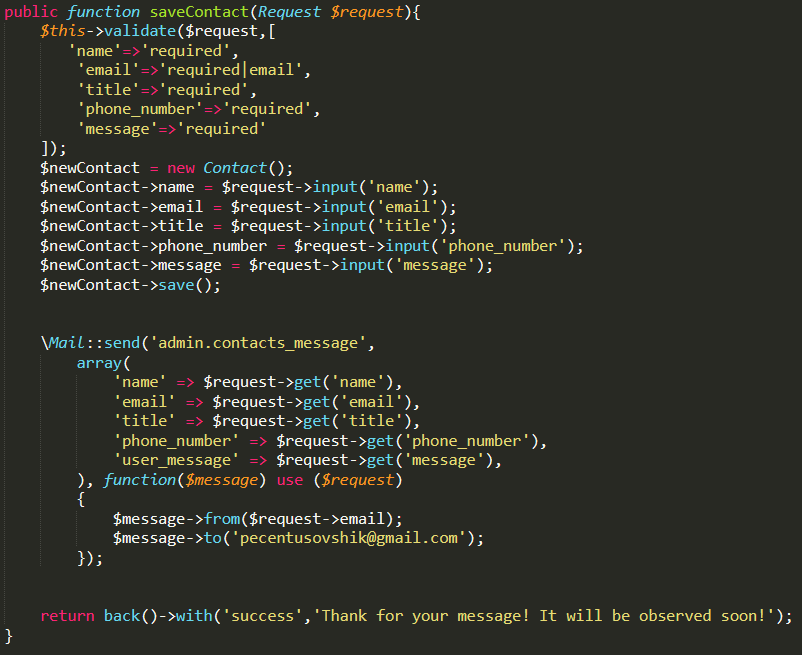 public function saveContact(Request $request){
$this->validate($request,[
'name'=>'required',
'email'=>'required|email',
'title'=>'required',
'phone_number'=>'required',
'message'=>'required'
]);
$newContact = new Contact();
$newContact->name = $request->input('name');
$newContact->email = $request->input('email');
$newContact->title = $request->input('title');
$newContact->phone_number = $request->input('phone_number');
$newContact->message = $request->input('message');
$newContact->save();
\Mail::send('admin.contacts_message',
array(
'name' => $request->get('name'),
'email' => $request->get('email'),
'title' => $request->get('title'),
'phone_number' => $request->get('phone_number'),
'user_message' => $request->get('message'),
), function($message) use ($request)
{
$message->from($request->email);
$message->to('pecentusovshik@gmail.com');
});
return back()->with('success','Thank for your message! It will be observed soon!');
}